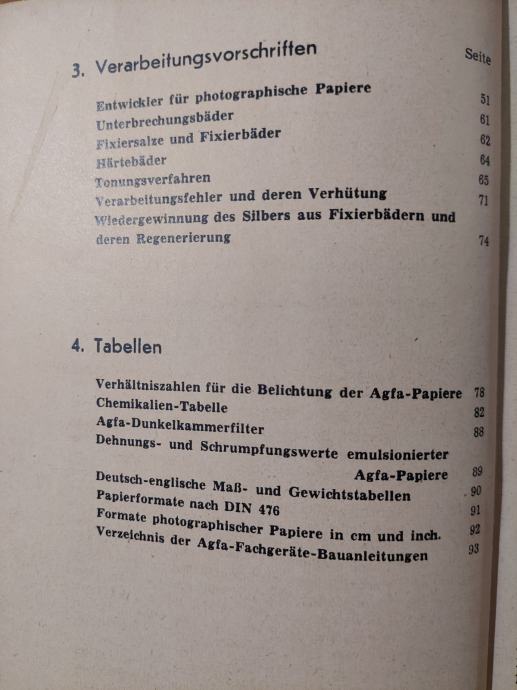 3. Verarbeitungsvorschriften
Seite
Entwickler für photographische Papiere 51
Unterbrechungsbäder 61
Fixiersalze und Fixierbäder 62
Härtebäder 64
Tonungsverfahren 65
Verarbeitungsfehler und deren Verhütung 71
Wiedergewinnung des Silbers aus Fixierbädern und
deren Regenerierung 74
4. Tabellen
Verhältniszahlen für die Belichtung der Agfa-Papiere 78
Chemikalien-Tabelle 82
Agfa-Dunkelkammerfilter 88
Dehnungs- und Schrumpfungswerte emulsionierter
Agfa-Papiere 89
Deutsch-englische Maß- und Gewichtstabellen 90
Papierformate nach DIN 476 91
Formate photographischer Papiere in cm und inch. 92
Verzeichnis der Agfa-Fachgeräte-Bauanleitungen 93